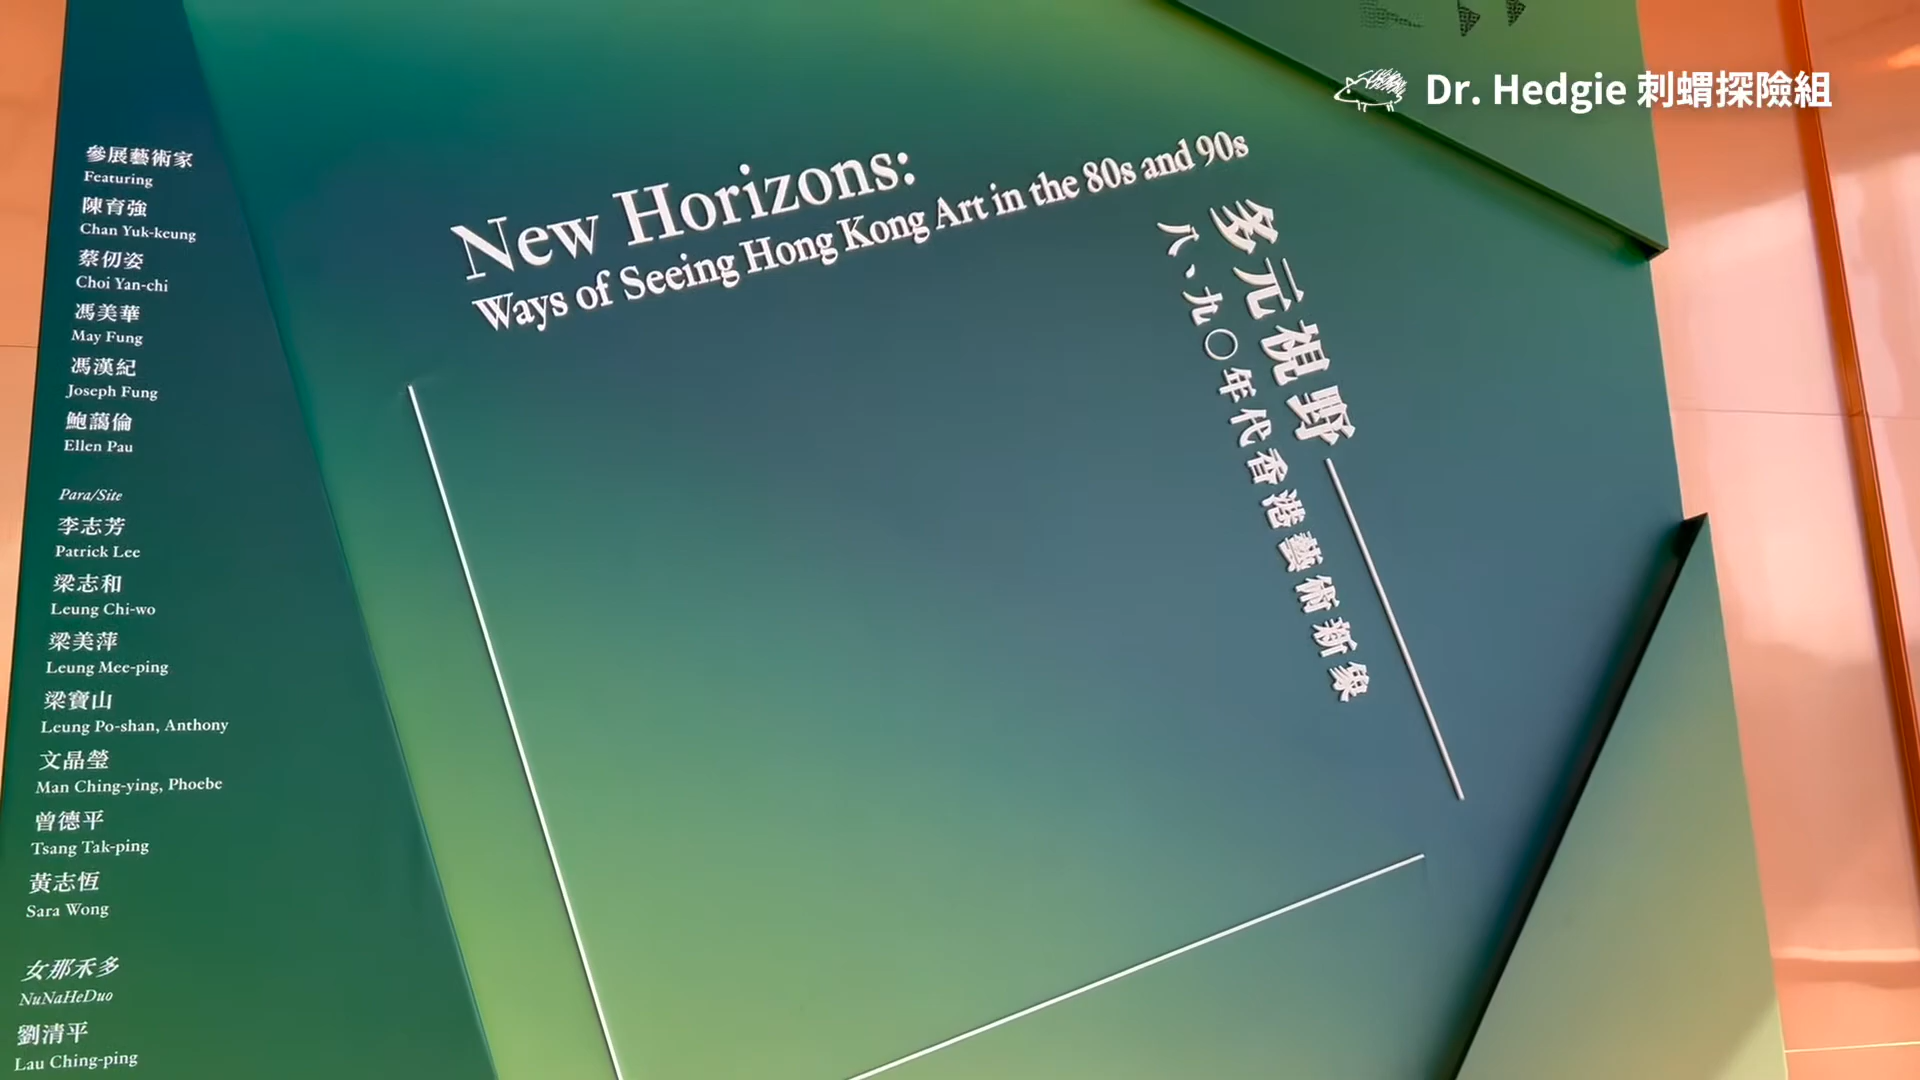 Dr. Hedgie 刺蝟探險組
New Horizons:
Ways of Seeing Hong Kong Art in the 80s and 90s
多元視野
八、九〇年代香港藝術新象
參展藝術家
Featuring
陳育強
Chan Yuk-keung
蔡仞姿
Choi Yan-chi
馮美華
May Fung
馮漢紀
Joseph Fung
鮑藹倫
Ellen Pau
Para/Site
李志芳
Patrick Lee
梁志和
Leung Chi-wo
梁美萍
Leung Mee-ping
梁寶山
Leung Po-shan, Anthony
文晶瑩
Man Ching-ying, Phoebe
曾德平
Tsang Tak-ping
黃志恆
Sara Wong
女那禾多
NuNaHeDuo
劉清平
Lau Ching-ping